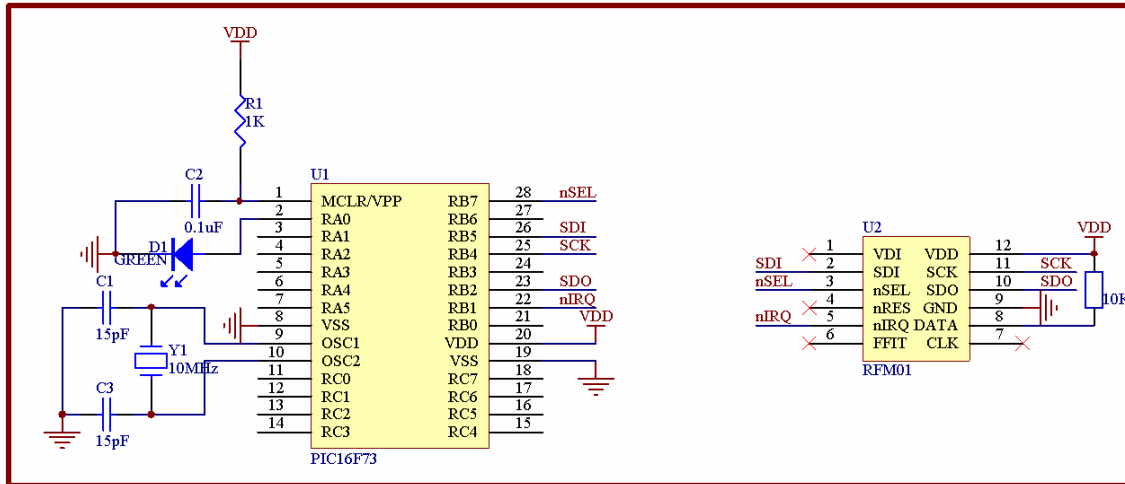 VDD
R1
1K
C2
0.1uF
D1
GREEN
C1
15pF
Y1
10MHz
C3
15pF
U1
1 MCLR/VPP RB7 28 nSEL
2 RA0 RB6 27
3 RA1 RB5 26 SDI
4 RA2 RB4 25 SCK
5 RA3 RB3 24
6 RA4 RB2 23 SDO
7 RA5 RB1 22 nIRQ
8 VSS RB0 21
9 OSC1 VDD 20 VDD
10 OSC2 VSS 19
11 RC0 RC7 18
12 RC1 RC6 17
13 RC2 RC5 16
14 RC3 RC4 15
PIC16F73
U2
VDD
1 VDI VDD 12
SDI 2 SDI SCK 11 SCK
nSEL 3 nSEL SDO 10 SDO
4 nRES GND 9
10K
nIRQ 5 nIRQ DATA 8
6 FFIT CLK 7
RFM01